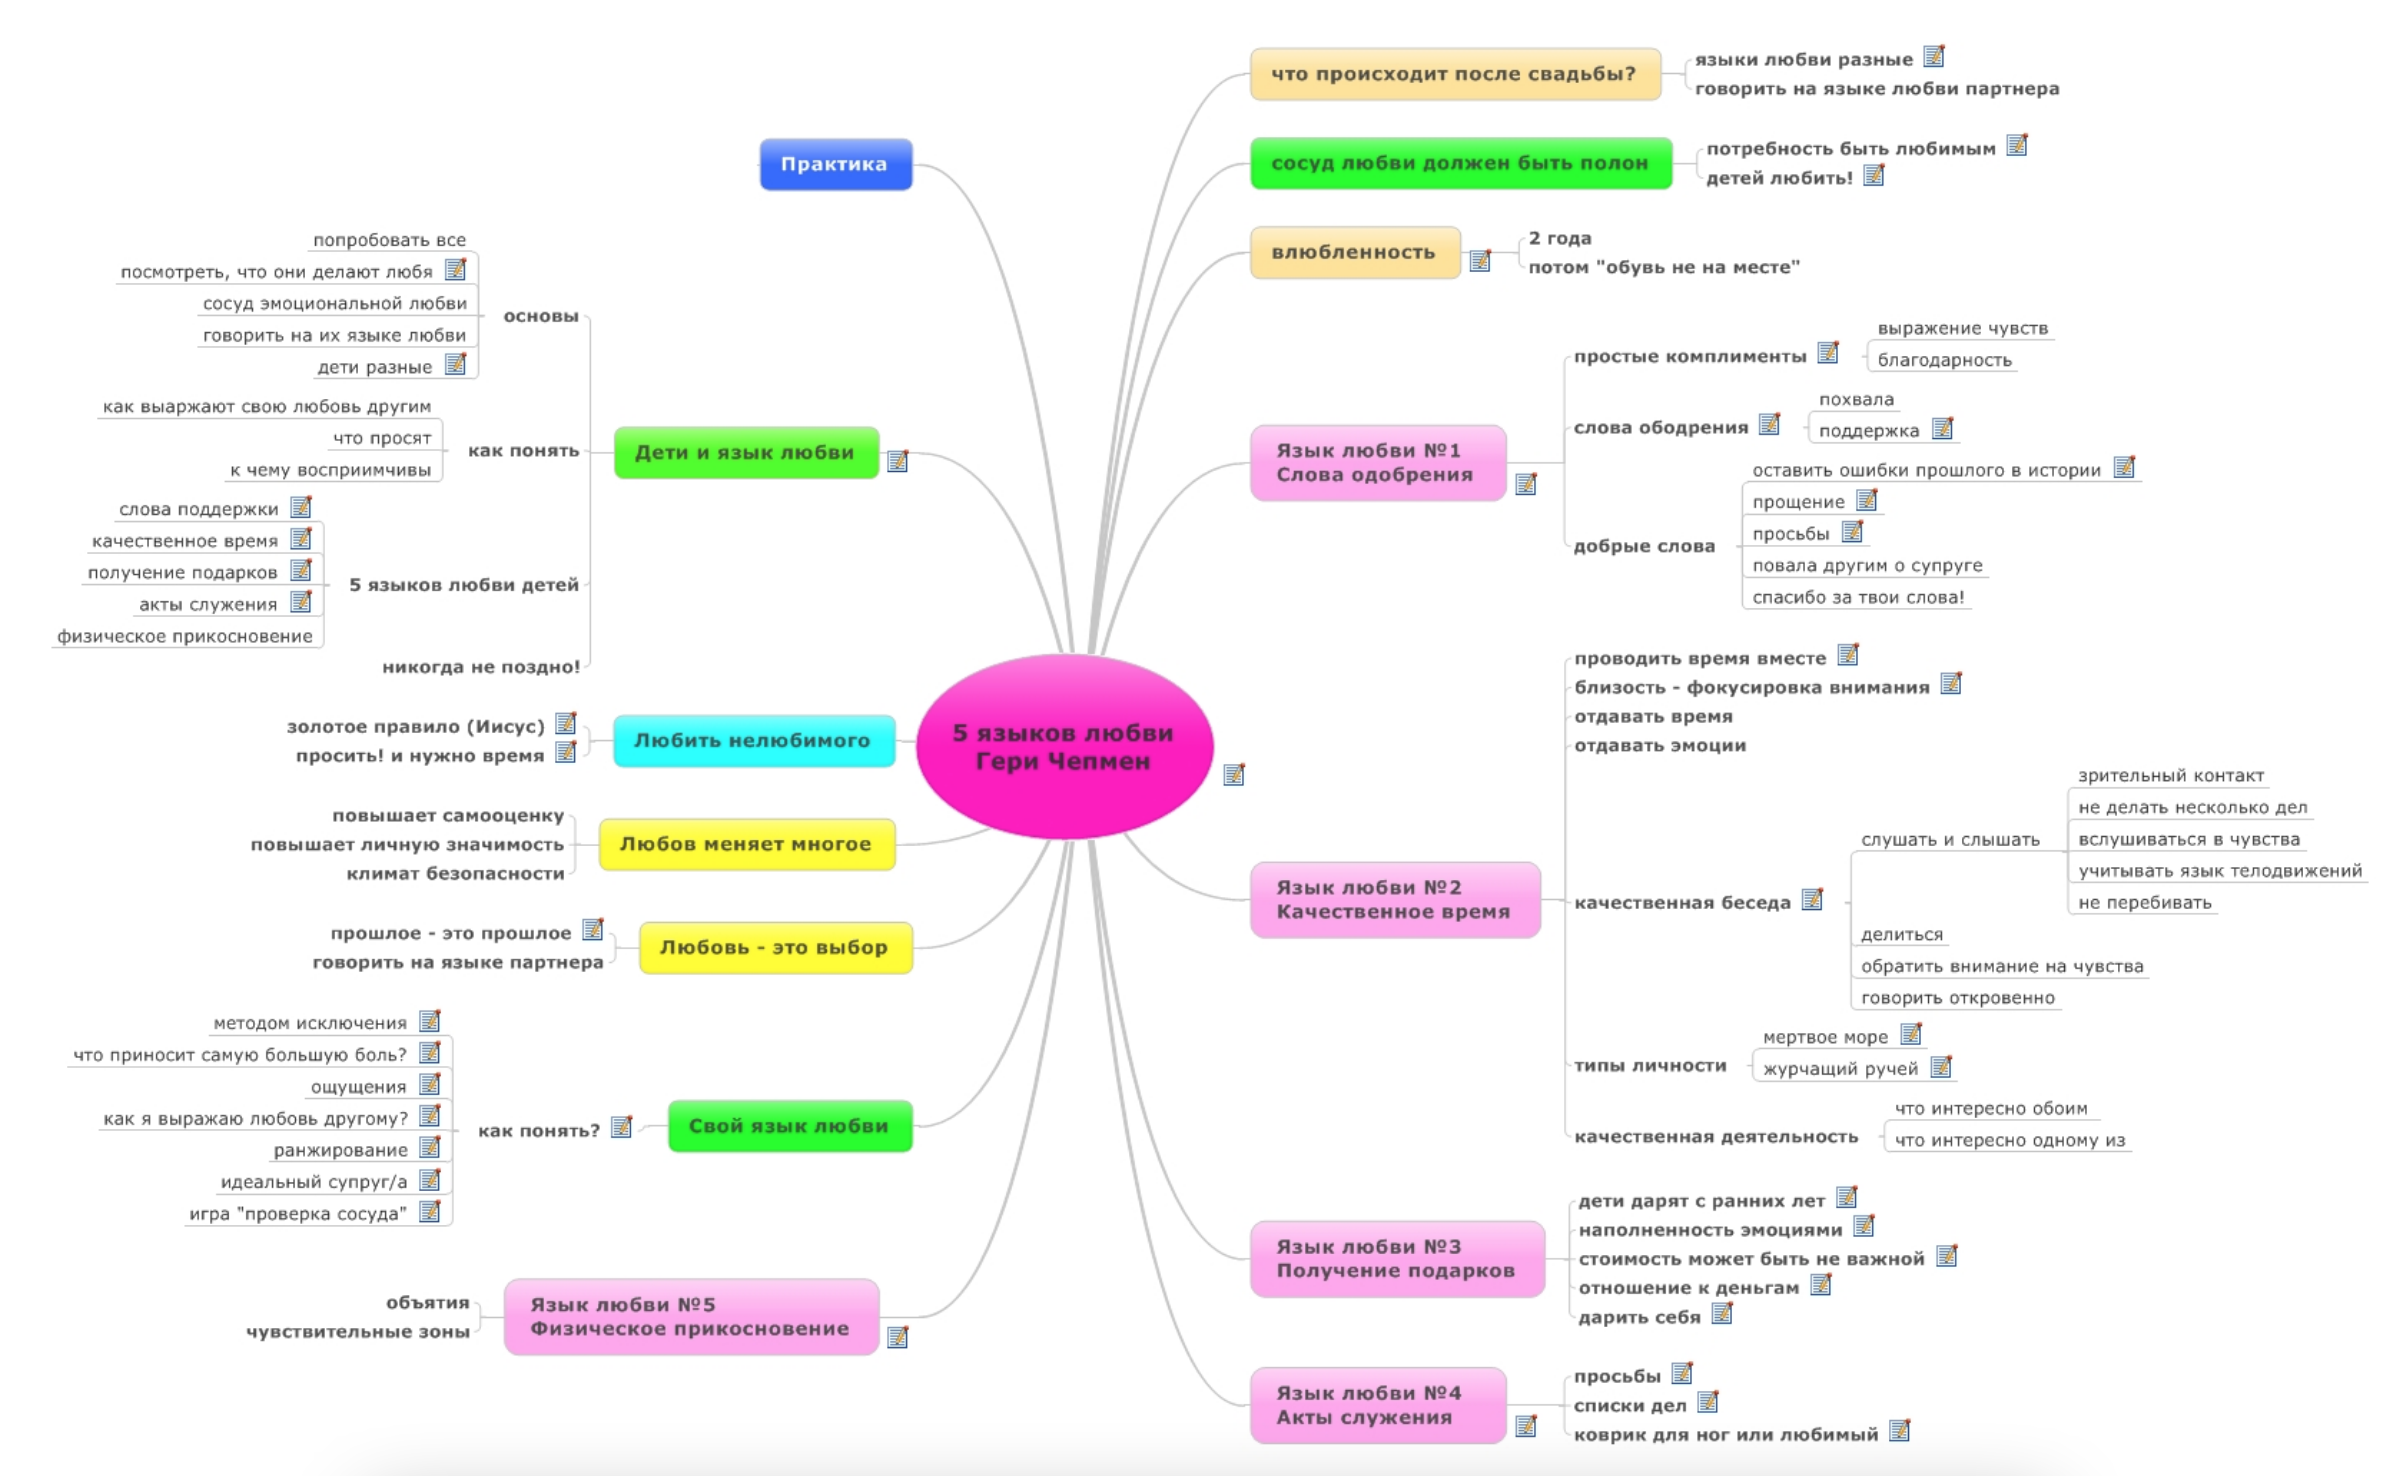 5 языков любви
Гери Чепмен
что происходит после свадьбы?
языки любви разные
говорить на языке любви партнера
сосуд любви должен быть полон
потребность быть любимым
детей любить!
влюбленность
2 года
потом "обувь не на месте"
Язык любви №1
Слова одобрения
простые комплименты
выражение чувств
благодарность
слова ободрения
похвала
поддержка
добрые слова
оставить ошибки прошлого в истории
прощение
просьбы
повала другим о супруге
спасибо за твои слова!
Язык любви №2
Качественное время
проводить время вместе
близость - фокусировка внимания
отдавать время
отдавать эмоции
качественная беседа
слушать и слышать
зрительный контакт
не делать несколько дел
вслушиваться в чувства
учитывать язык телодвижений
не перебивать
делиться
обратить внимание на чувства
говорить откровенно
типы личности
мертвое море
журчащий ручей
качественная деятельность
что интересно обоим
что интересно одному из
Язык любви №3
Получение подарков
дети дарят с ранних лет
наполненность эмоциями
стоимость может быть не важной
отношение к деньгам
дарить себя
Язык любви №4
Акты служения
просьбы
списки дел
коврик для ног или любимый
Практика
Дети и язык любви
основы
попробовать все
посмотреть, что они делают любя
сосуд эмоциональной любви
говорить на их языке любви
дети разные
как понять
как выаржают свою любовь другим
что просят
к чему восприимчивы
5 языков любви детей
слова поддержки
качественное время
получение подарков
акты служения
физическое прикосновение
никогда не поздно!
Любить нелюбимого
золотое правило (Иисус)
просить! и нужно время
Любов меняет многое
повышает самооценку
повышает личную значимость
климат безопасности
Любовь - это выбор
прошлое - это прошлое
говорить на языке партнера
Свой язык любви
как понять?
методом исключения
что приносит самую большую боль?
ощущения
как я выражаю любовь другому?
ранжирование
идеальный супруг/а
игра "проверка сосуда"
Язык любви №5
Физическое прикосновение
объятия
чувствительные зоны